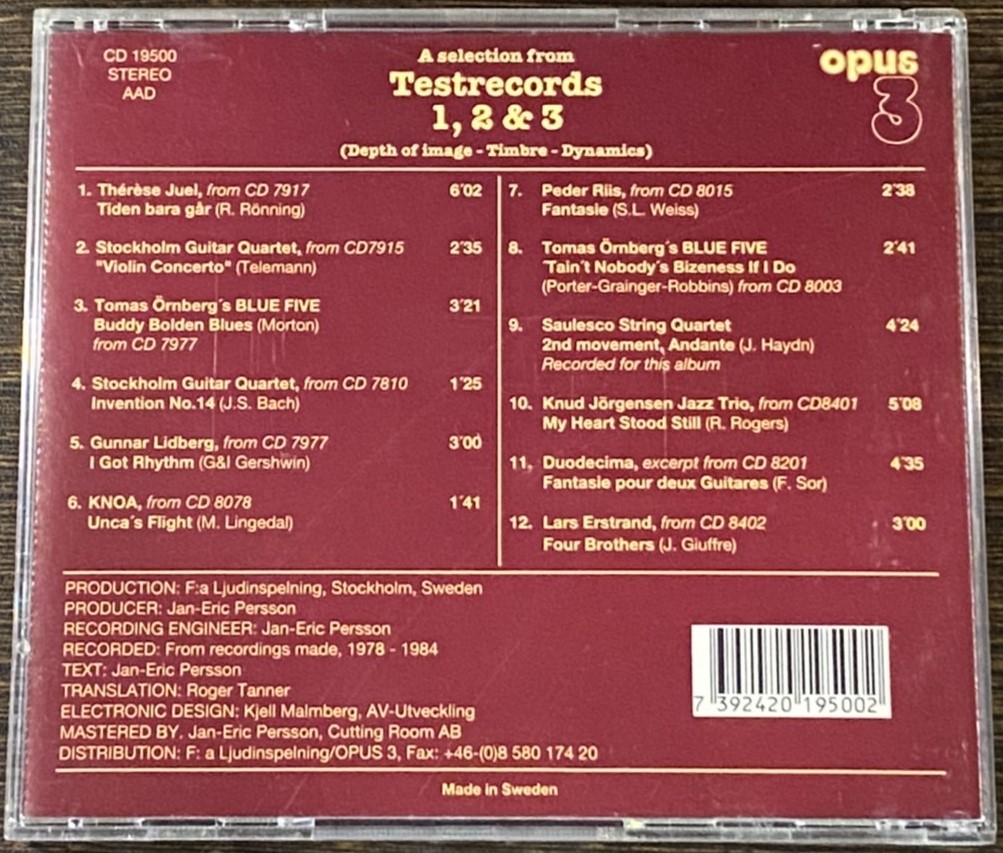 CD 19500
STEREO
AAD
A selection from
Testrecords
1, 2 & 3
(Depth of image - Timbre - Dynamics)
opus
3
1. Thérèse Juel, from CD 7917 6´02
Tiden bara går (R. Rönning)
2. Stockholm Guitar Quartet, from CD7915 2´35
"Violin Concerto" (Telemann)
3. Tomas Örnberg´s BLUE FIVE 3´21
Buddy Bolden Blues (Morton)
from CD 7977
4. Stockholm Guitar Quartet, from CD 7810 1´25
Invention No.14 (J.S. Bach)
5. Gunnar Lidberg, from CD 7977 3´00
I Got Rhythm (G&I Gershwin)
6. KNOA, from CD 8078 1´41
Unca´s Flight (M. Lingedal)
7. Peder Riis, from CD 8015 2´38
Fantasie (S.L. Weiss)
8. Tomas Örnberg´s BLUE FIVE 2´41
´Tain´t Nobody´s Bizeness If I Do
(Porter-Grainger-Robbins) from CD 8003
9. Saulesco String Quartet 4´24
2nd movement, Andante (J. Haydn)
Recorded for this album
10. Knud Jörgensen Jazz Trio, from CD8401 5´08
My Heart Stood Still (R. Rogers)
11. Duodecima, excerpt from CD 8201 4´35
Fantasie pour deux Guitares (F. Sor)
12. Lars Erstrand, from CD 8402 3´00
Four Brothers (J. Giuffre)
PRODUCTION: F:a Ljudinspelning, Stockholm, Sweden
PRODUCER: Jan-Eric Persson
RECORDING ENGINEER: Jan-Eric Persson
RECORDED: From recordings made, 1978 - 1984
TEXT: Jan-Eric Persson
TRANSLATION: Roger Tanner
ELECTRONIC DESIGN: Kjell Malmberg, AV-Utveckling
MASTERED BY. Jan-Eric Persson, Cutting Room AB
DISTRIBUTION: F: a Ljudinspelning/OPUS 3, Fax: +46-(0)8 580 174 20
7 392420 195002
Made in Sweden